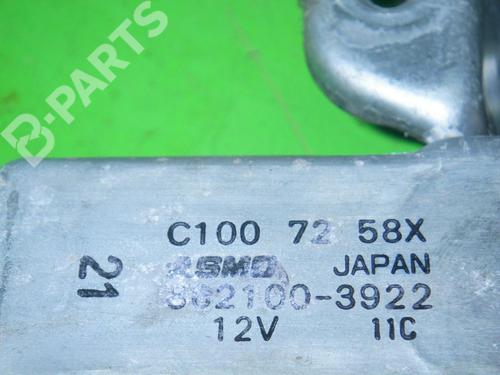 B-PARTS
C100 72 58X
ASMO JAPAN
21
862100-3922
12V 11C